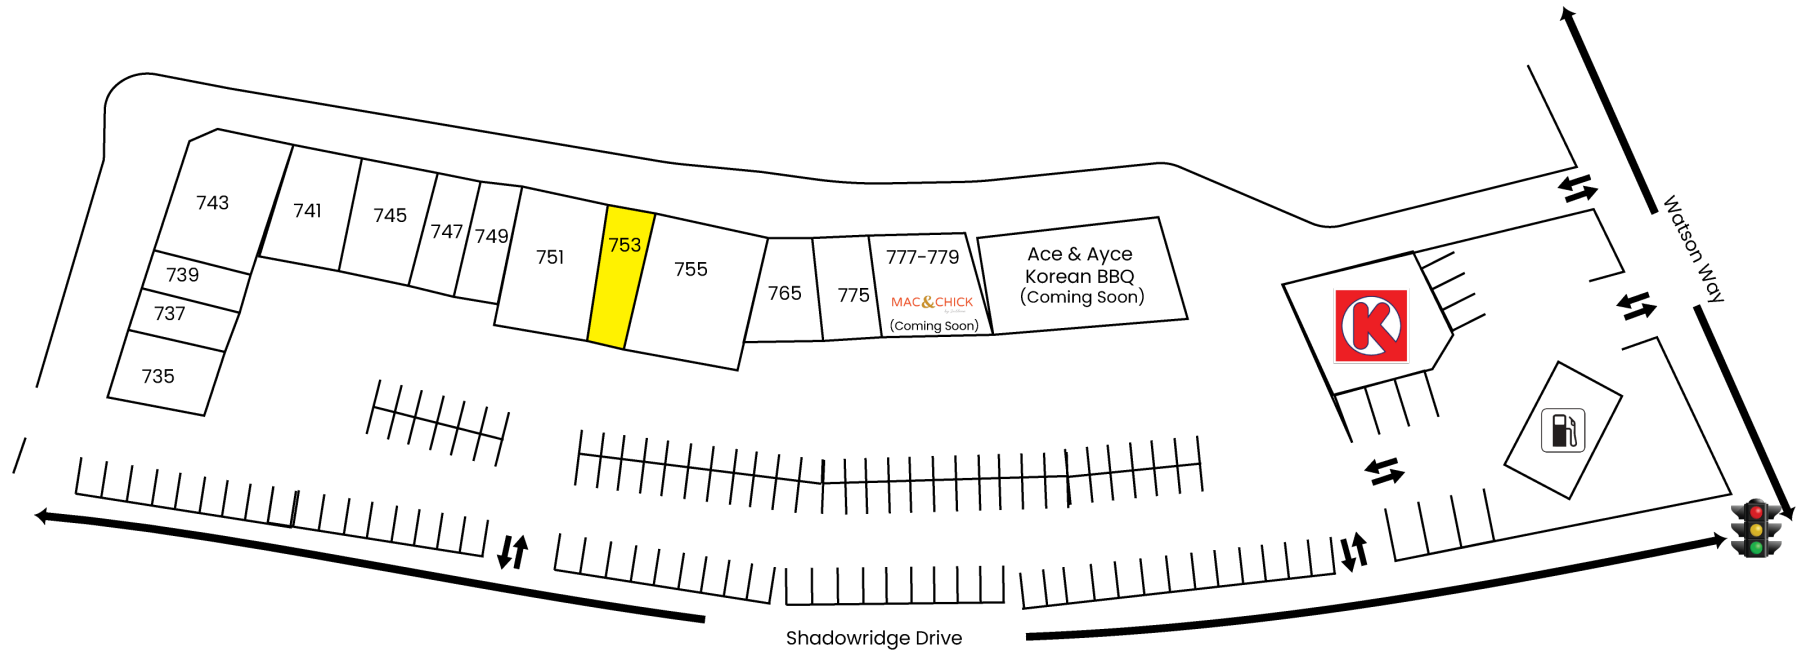 743
741
745
747
749
751
753
755
739
737
735
765
775
777-779
MAC&CHICK
(Coming Soon)
Ace & Ayce
Korean BBQ
(Coming Soon)
K
Watson Way
Shadowridge Drive